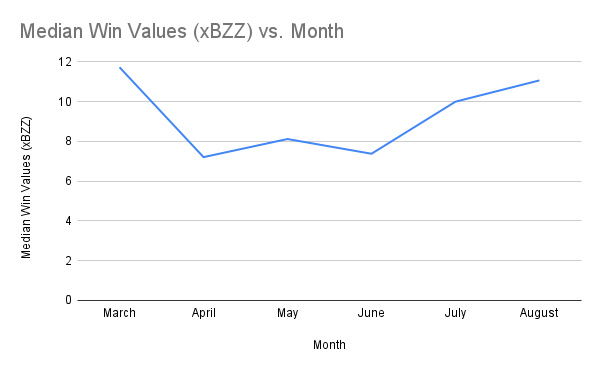 Median Win Values (xBZZ) vs. Month
Median Win Values (xBZZ)
12
10
8
6
4
2
0
March April May June July August
Month